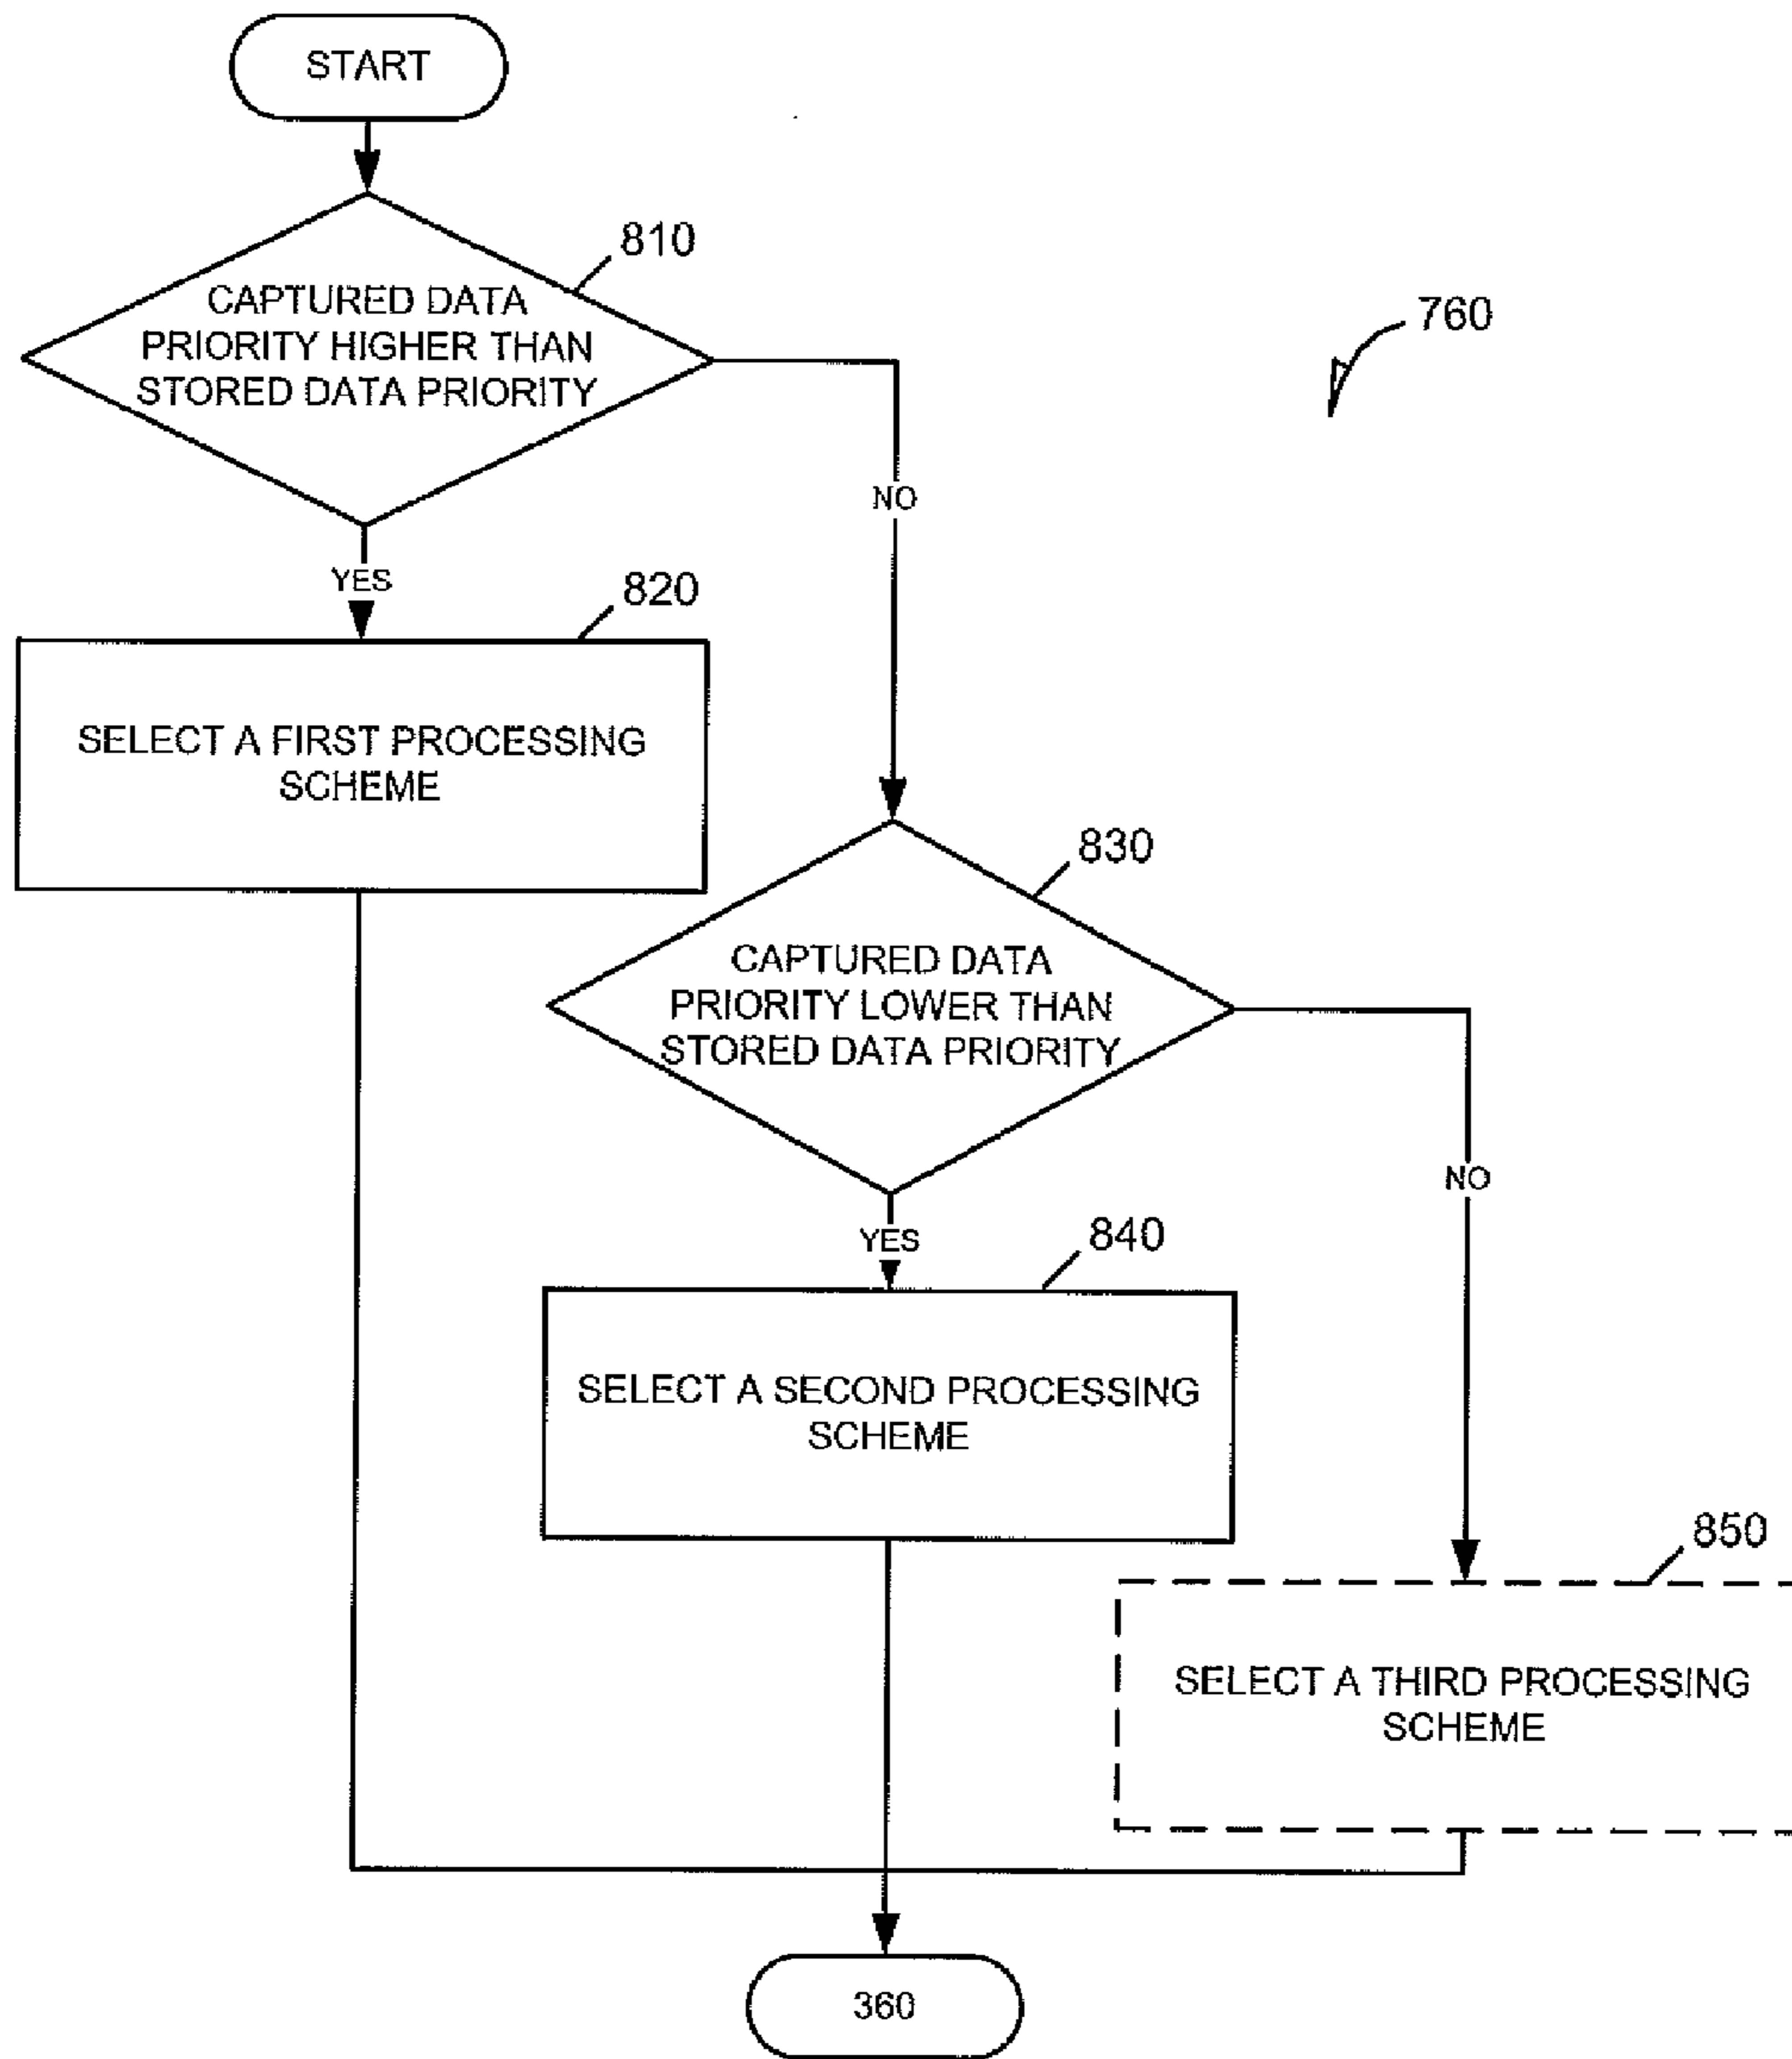 START
810
CAPTURED DATA
PRIORITY HIGHER THAN
STORED DATA PRIORITY
760
NO
YES
820
SELECT A FIRST PROCESSING
SCHEME
830
CAPTURED DATA
PRIORITY LOWER THAN
STORED DATA PRIORITY
NO
YES
840
SELECT A SECOND PROCESSING
SCHEME
850
SELECT A THIRD PROCESSING
SCHEME
360